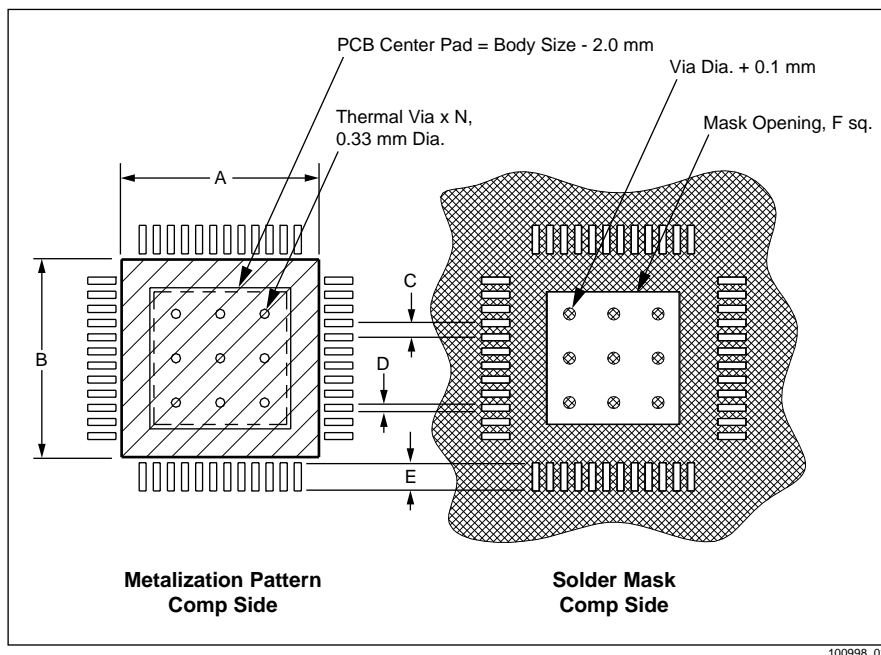 PCB Center Pad = Body Size - 2.0 mm
Via Dia. + 0.1 mm
Thermal Via x N,
0.33 mm Dia.
Mask Opening, F sq.
A
C
B
D
E
Metalization Pattern
Comp Side
Solder Mask
Comp Side